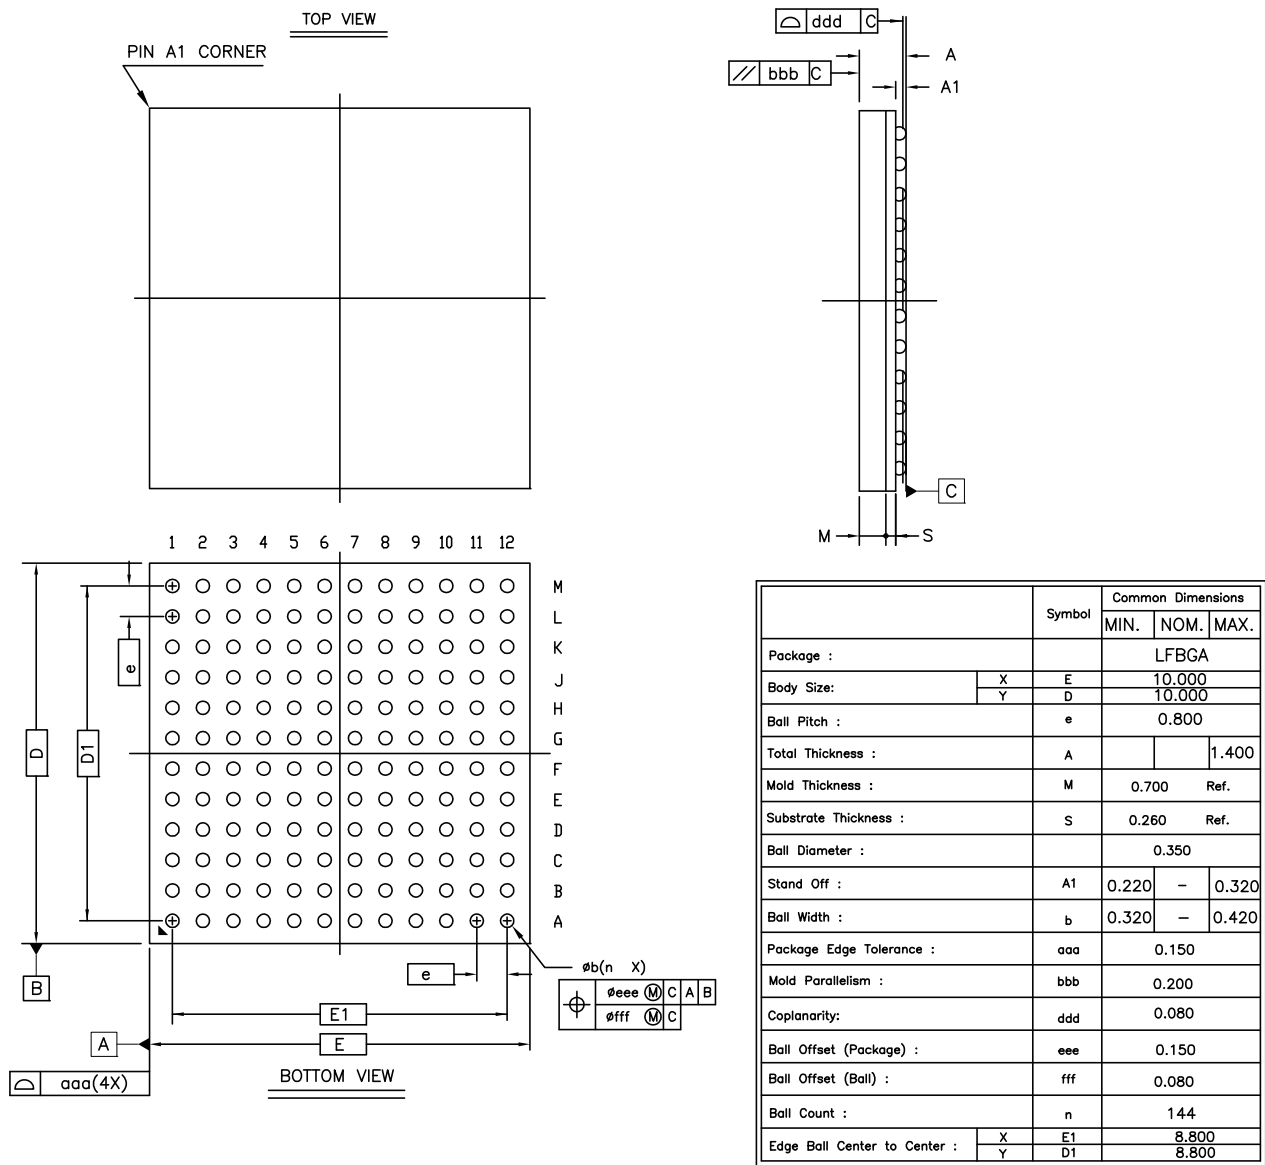 TOP VIEW
PIN A1 CORNER
ddd C
A
// bbb C
A1
C
M S
1 2 3 4 5 6 7 8 9 10 11 12
M
L
K
J
H
G
F
E
D
C
B
A
e
D
D1
B
e
øb(n X)
øeee Ⓜ C A B
øfff Ⓜ C
E1
A
E
aaa(4X)
BOTTOM VIEW
Symbol Common Dimensions
MIN. NOM. MAX.
Package : LFBGA
Body Size: X E 10.000
Y D 10.000
Ball Pitch : e 0.800
Total Thickness : A 1.400
Mold Thickness : M 0.700 Ref.
Substrate Thickness : S 0.260 Ref.
Ball Diameter : 0.350
Stand Off : A1 0.220 – 0.320
Ball Width : b 0.320 – 0.420
Package Edge Tolerance : aaa 0.150
Mold Parallelism : bbb 0.200
Coplanarity: ddd 0.080
Ball Offset (Package) : eee 0.150
Ball Offset (Ball) : fff 0.080
Ball Count : n 144
Edge Ball Center to Center : X E1 8.800
Y D1 8.800